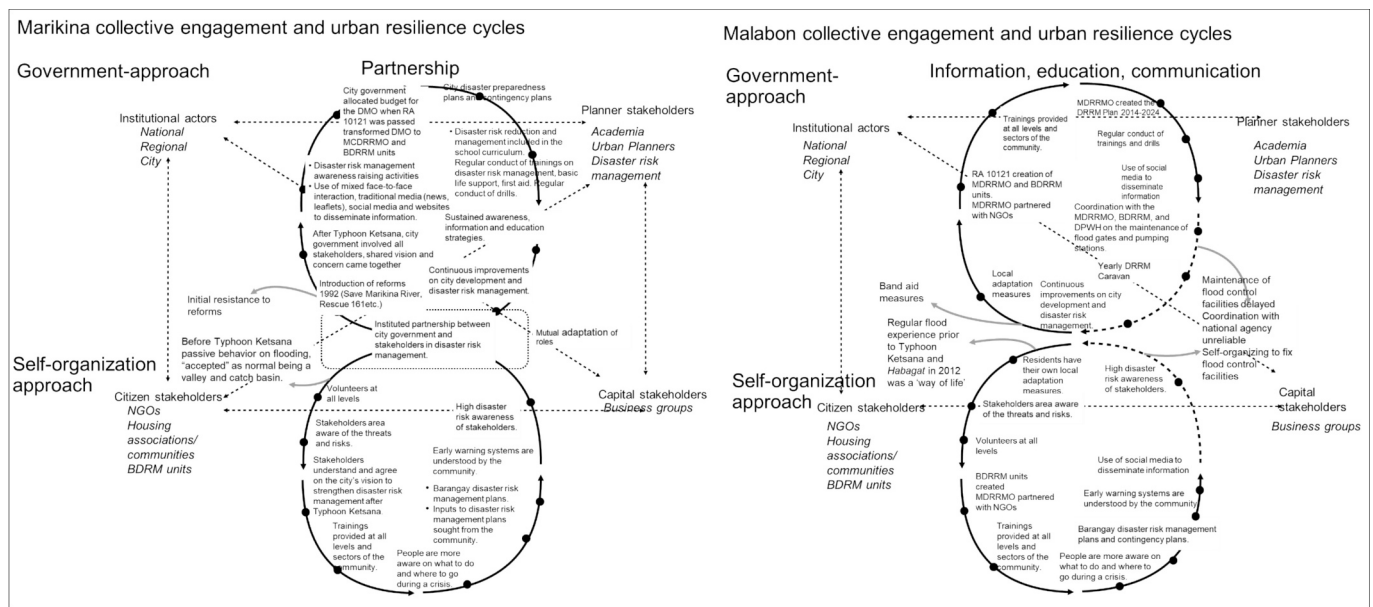 Marikina collective engagement and urban resilience cycles
Government-approach
Partnership
City government
allocated budget for
the DMO when RA
10121 was passed
transformed DMO to
MCDRRMO and
BDRRM units
City disaster preparedness
plans and contingency plans
Planner stakeholders
Academia
Urban Planners
Disaster risk
management
Institutional actors
National
Regional
City
• Disaster risk reduction and
management included in the
school curriculum.
Regular conduct of trainings on
disaster risk management, basic
life support, first aid. Regular
conduct of drills.
• Disaster risk management
awareness raising activities
• Use of mixed face-to-face
interaction, traditional media (news,
leaflets), social media and websites
to disseminate information.
Sustained awareness,
information and education
strategies.
After Typhoon Ketsana, city
government involved all
stakeholders, shared vision and
concern came together
Continuous improvements
on city development and
disaster risk management.
Introduction of reforms
1992 (Save Marikina River,
Rescue 161etc.)
Initial resistance to
reforms
Instituted partnership between
city government and
stakeholders in disaster risk
management.
Mutual adaptation of
roles
Before Typhoon Ketsana
passive behavior on flooding,
"accepted" as normal being a
valley and catch basin.
Self-organization
approach
Citizen stakeholders
NGOs
Housing
associations/
communities
BDRM units
Capital stakeholders
Business groups
Volunteers at
all levels
High disaster
risk awareness
of stakeholders.
Stakeholders area
aware of the threats
and risks.
Early warning systems are
understood by the
community
Stakeholders
understand and agree
on the city's vision to
strengthen disaster risk
management after
Typhoon Ketsana
• Barangay disaster risk
management plans.
• Inputs to disaster risk
management plans
sought from the
community.
Trainings
provided at all
levels and
sectors of the
community.
People are more
aware on what to do
and where to go
during a crisis.
Malabon collective engagement and urban resilience cycles
Government-
approach
Information, education, communication
MDRRMO created the
DRRM Plan 2014-2024
Trainings provided
at all levels and
sectors of the
community.
Regular conduct of
trainings and drills
Planner stakeholders
Academia
Urban Planners
Disaster risk
management
Institutional actors
National
Regional
City
Use of social
media to
disseminate
information
RA 10121 creation of
MDRRMO and BDRRM
units.
MDRRMO partnered
with NGOs
Coordination with the
MDRRMO, BDRRM, and
DPWH on the maintenance of
flood gates and pumping
stations.
Yearly DRRM
Caravan
Local
adaptation
measures
Continuous
improvements on city
development and
disaster risk
management.
Band aid
measures
Maintenance of
flood control
facilities delayed
Coordination with
national agency
unreliable
Self-organizing to fix
flood control
facilities
Regular flood
experience prior
to Typhoon
Ketsana and
Habagat in 2012
was a 'way of life'
Self-organization
approach
Citizen stakeholders
NGOs
Housing
associations/
communities
BDRM units
Capital
stakeholders
Business groups
Residents have
their own local
adaptation
measures.
High disaster risk
awareness of
stakeholders.
Stakeholders area aware
of the threats and risks.
Volunteers at all
levels
Use of social media to
disseminate information
BDRRM units
created
MDRRMO partnered
with NGOs
Early warning systems are
understood by the community
Barangay disaster risk management
plans and contingency plans.
Trainings
provided at all
levels and
sectors of the
community.
People are more aware on
what to do and where to
go during a crisis.